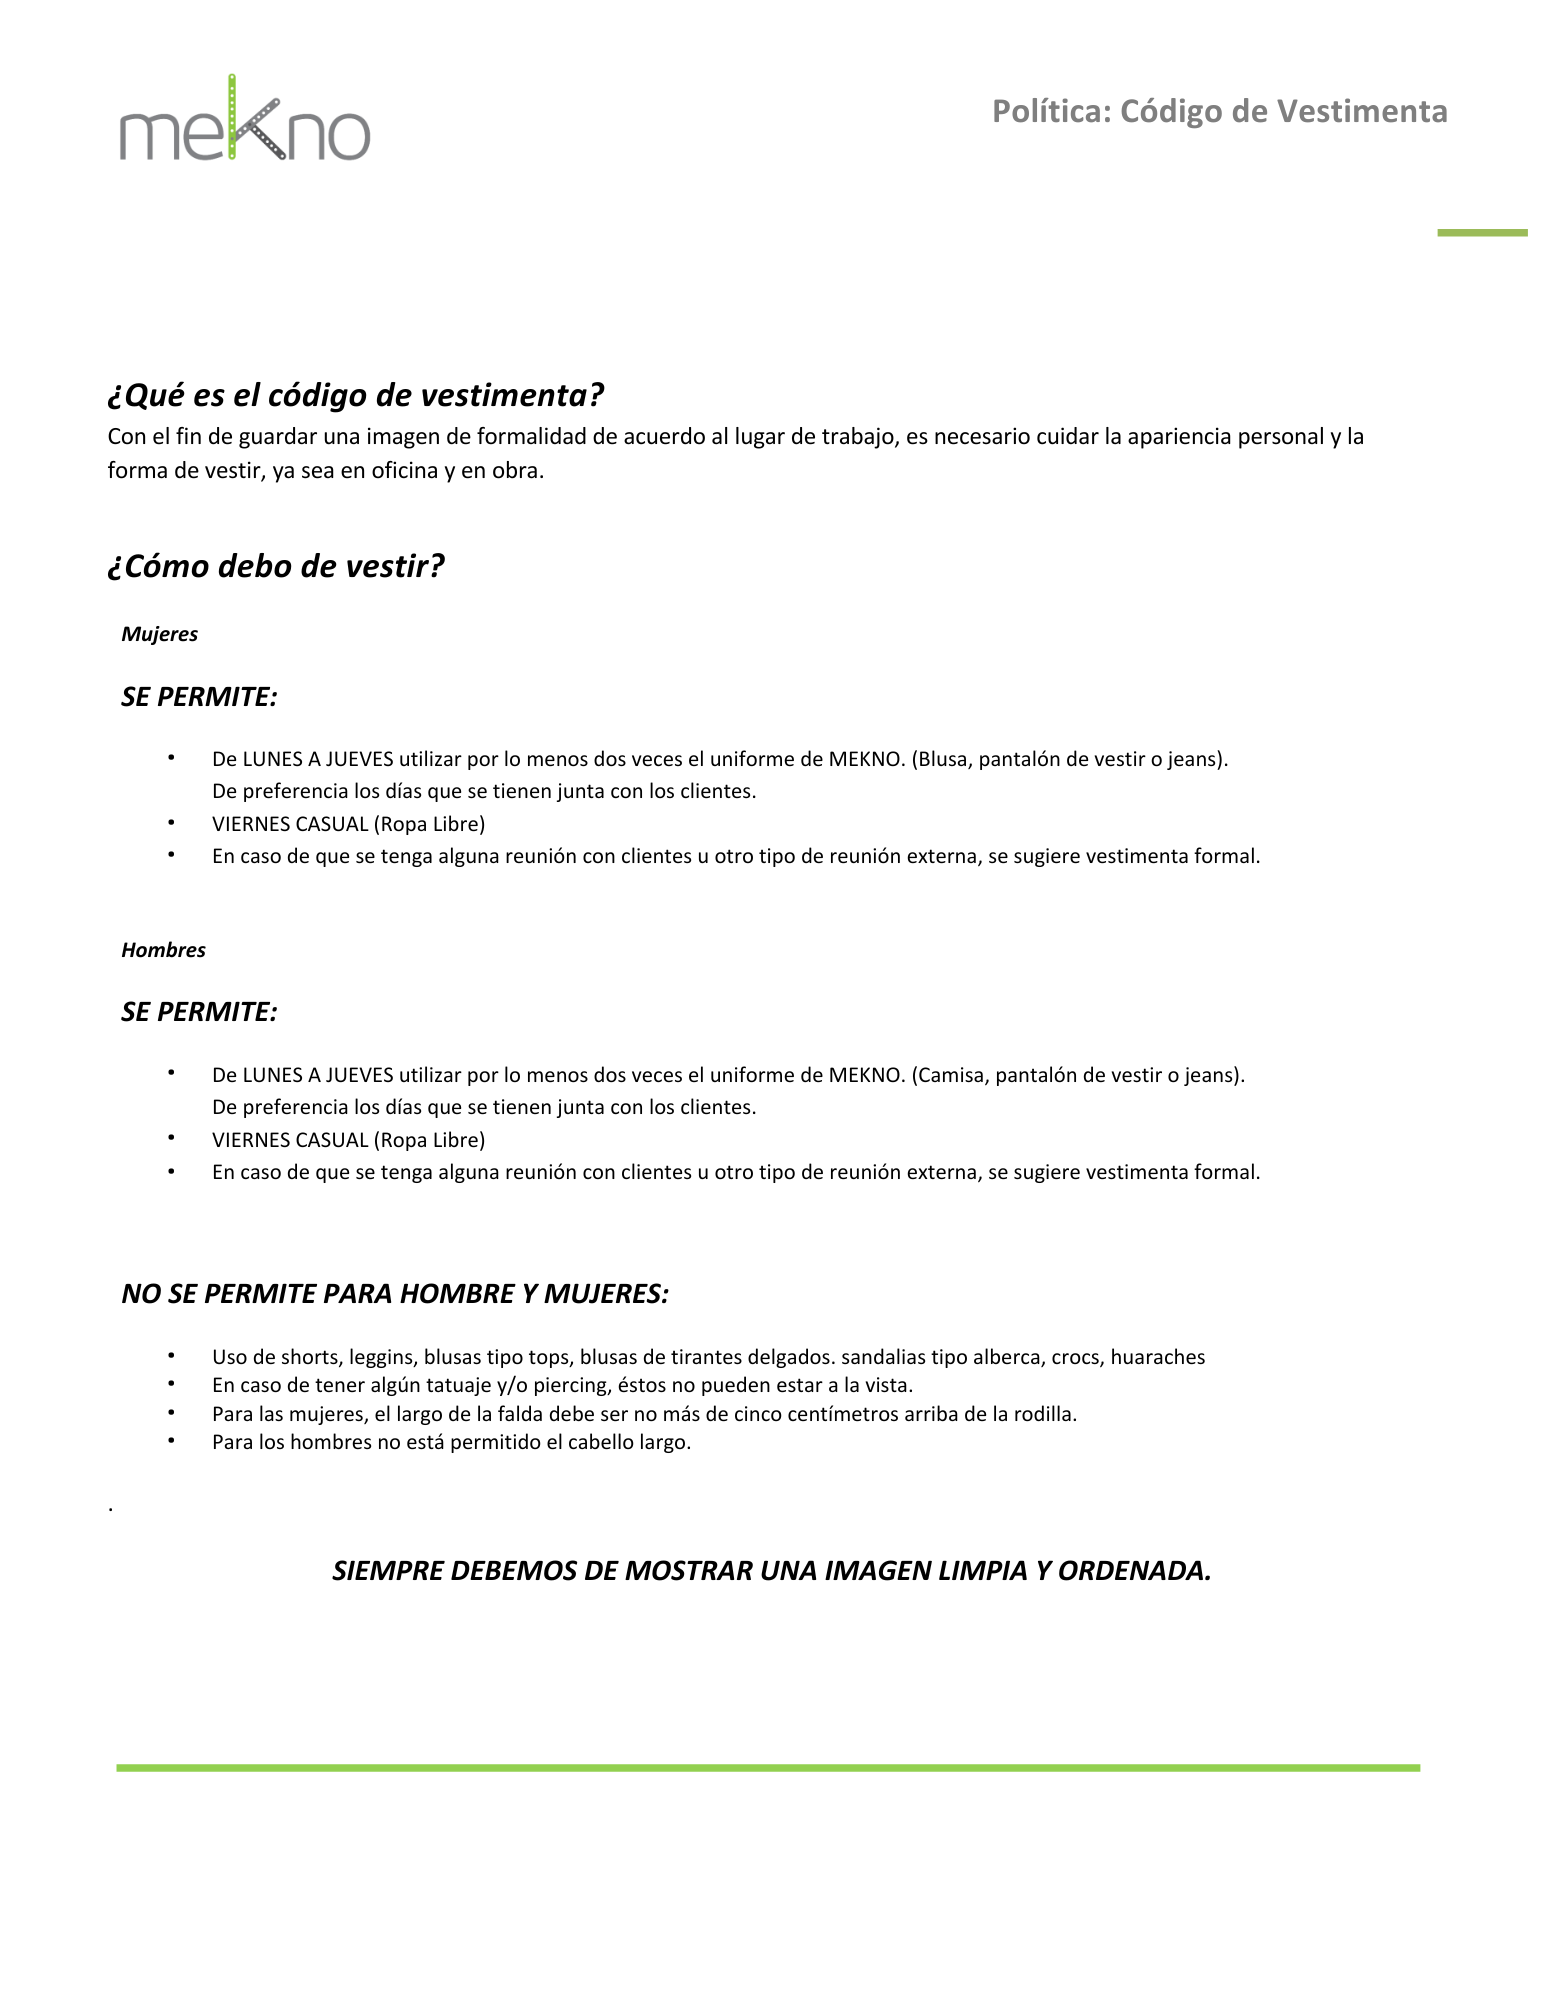 mekno
Política: Código de Vestimenta
¿Qué es el código de vestimenta?
Con el fin de guardar una imagen de formalidad de acuerdo al lugar de trabajo, es necesario cuidar la apariencia personal y la
forma de vestir, ya sea en oficina y en obra.
¿Cómo debo de vestir?
Mujeres
SE PERMITE:
• De LUNES A JUEVES utilizar por lo menos dos veces el uniforme de MEKNO. (Blusa, pantalón de vestir o jeans).
De preferencia los días que se tienen junta con los clientes.
• VIERNES CASUAL (Ropa Libre)
• En caso de que se tenga alguna reunión con clientes u otro tipo de reunión externa, se sugiere vestimenta formal.
Hombres
SE PERMITE:
• De LUNES A JUEVES utilizar por lo menos dos veces el uniforme de MEKNO. (Camisa, pantalón de vestir o jeans).
De preferencia los días que se tienen junta con los clientes.
• VIERNES CASUAL (Ropa Libre)
• En caso de que se tenga alguna reunión con clientes u otro tipo de reunión externa, se sugiere vestimenta formal.
NO SE PERMITE PARA HOMBRE Y MUJERES:
• Uso de shorts, leggins, blusas tipo tops, blusas de tirantes delgados. sandalias tipo alberca, crocs, huaraches
• En caso de tener algún tatuaje y/o piercing, éstos no pueden estar a la vista.
• Para las mujeres, el largo de la falda debe ser no más de cinco centímetros arriba de la rodilla.
• Para los hombres no está permitido el cabello largo.
.
SIEMPRE DEBEMOS DE MOSTRAR UNA IMAGEN LIMPIA Y ORDENADA.